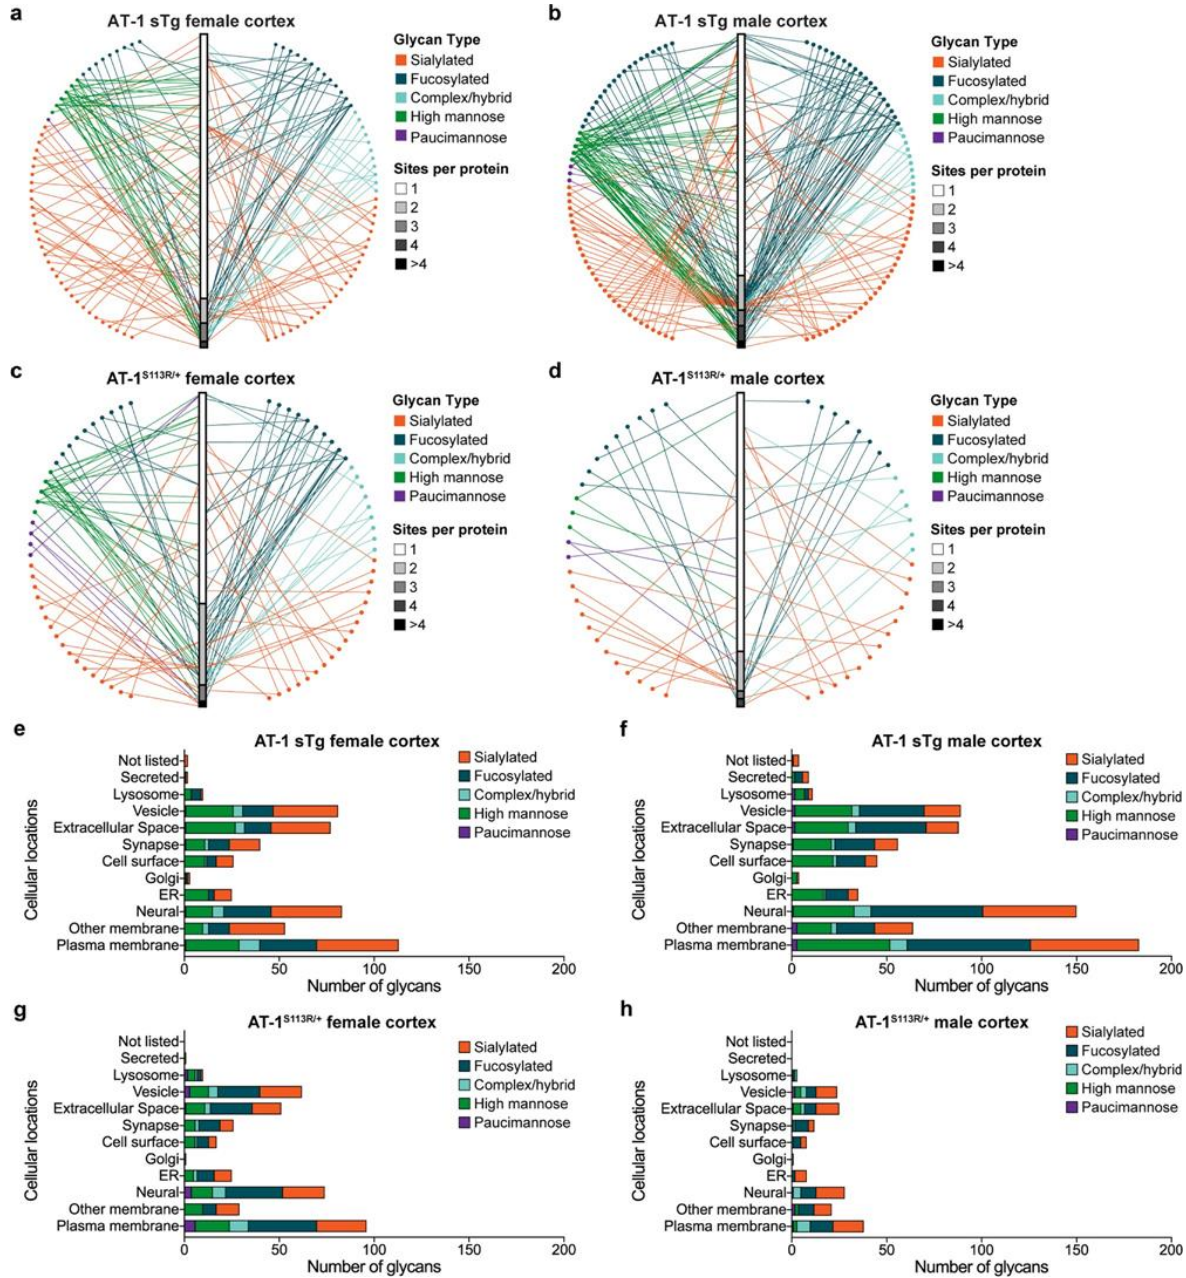 a
AT-1 sTg female cortex
Glycan Type
Sialylated
Fucosylated
Complex/hybrid
High mannose
Paucimannose
Sites per protein
1
2
3
4
>4
b
AT-1 sTg male cortex
Glycan Type
Sialylated
Fucosylated
Complex/hybrid
High mannose
Paucimannose
Sites per protein
1
2
3
4
>4
c
AT-1S113R/+ female cortex
Glycan Type
Sialylated
Fucosylated
Complex/hybrid
High mannose
Paucimannose
Sites per protein
1
2
3
4
>4
d
AT-1S113R/+ male cortex
Glycan Type
Sialylated
Fucosylated
Complex/hybrid
High mannose
Paucimannose
Sites per protein
1
2
3
4
>4
e
AT-1 sTg female cortex
Cellular locations
Not listed
Secreted
Lysosome
Vesicle
Extracellular Space
Synapse
Cell surface
Golgi
ER
Neural
Other membrane
Plasma membrane
0 50 100 150 200
Number of glycans
Sialylated
Fucosylated
Complex/hybrid
High mannose
Paucimannose
f
AT-1 sTg male cortex
Cellular locations
Not listed
Secreted
Lysosome
Vesicle
Extracellular Space
Synapse
Cell surface
Golgi
ER
Neural
Other membrane
Plasma membrane
0 50 100 150 200
Number of glycans
Sialylated
Fucosylated
Complex/hybrid
High mannose
Paucimannose
g
AT-1S113R/+ female cortex
Cellular locations
Not listed
Secreted
Lysosome
Vesicle
Extracellular Space
Synapse
Cell surface
Golgi
ER
Neural
Other membrane
Plasma membrane
0 50 100 150 200
Number of glycans
Sialylated
Fucosylated
Complex/hybrid
High mannose
Paucimannose
h
AT-1S113R/+ male cortex
Cellular locations
Not listed
Secreted
Lysosome
Vesicle
Extracellular Space
Synapse
Cell surface
Golgi
ER
Neural
Other membrane
Plasma membrane
0 50 100 150 200
Number of glycans
Sialylated
Fucosylated
Complex/hybrid
High mannose
Paucimannose